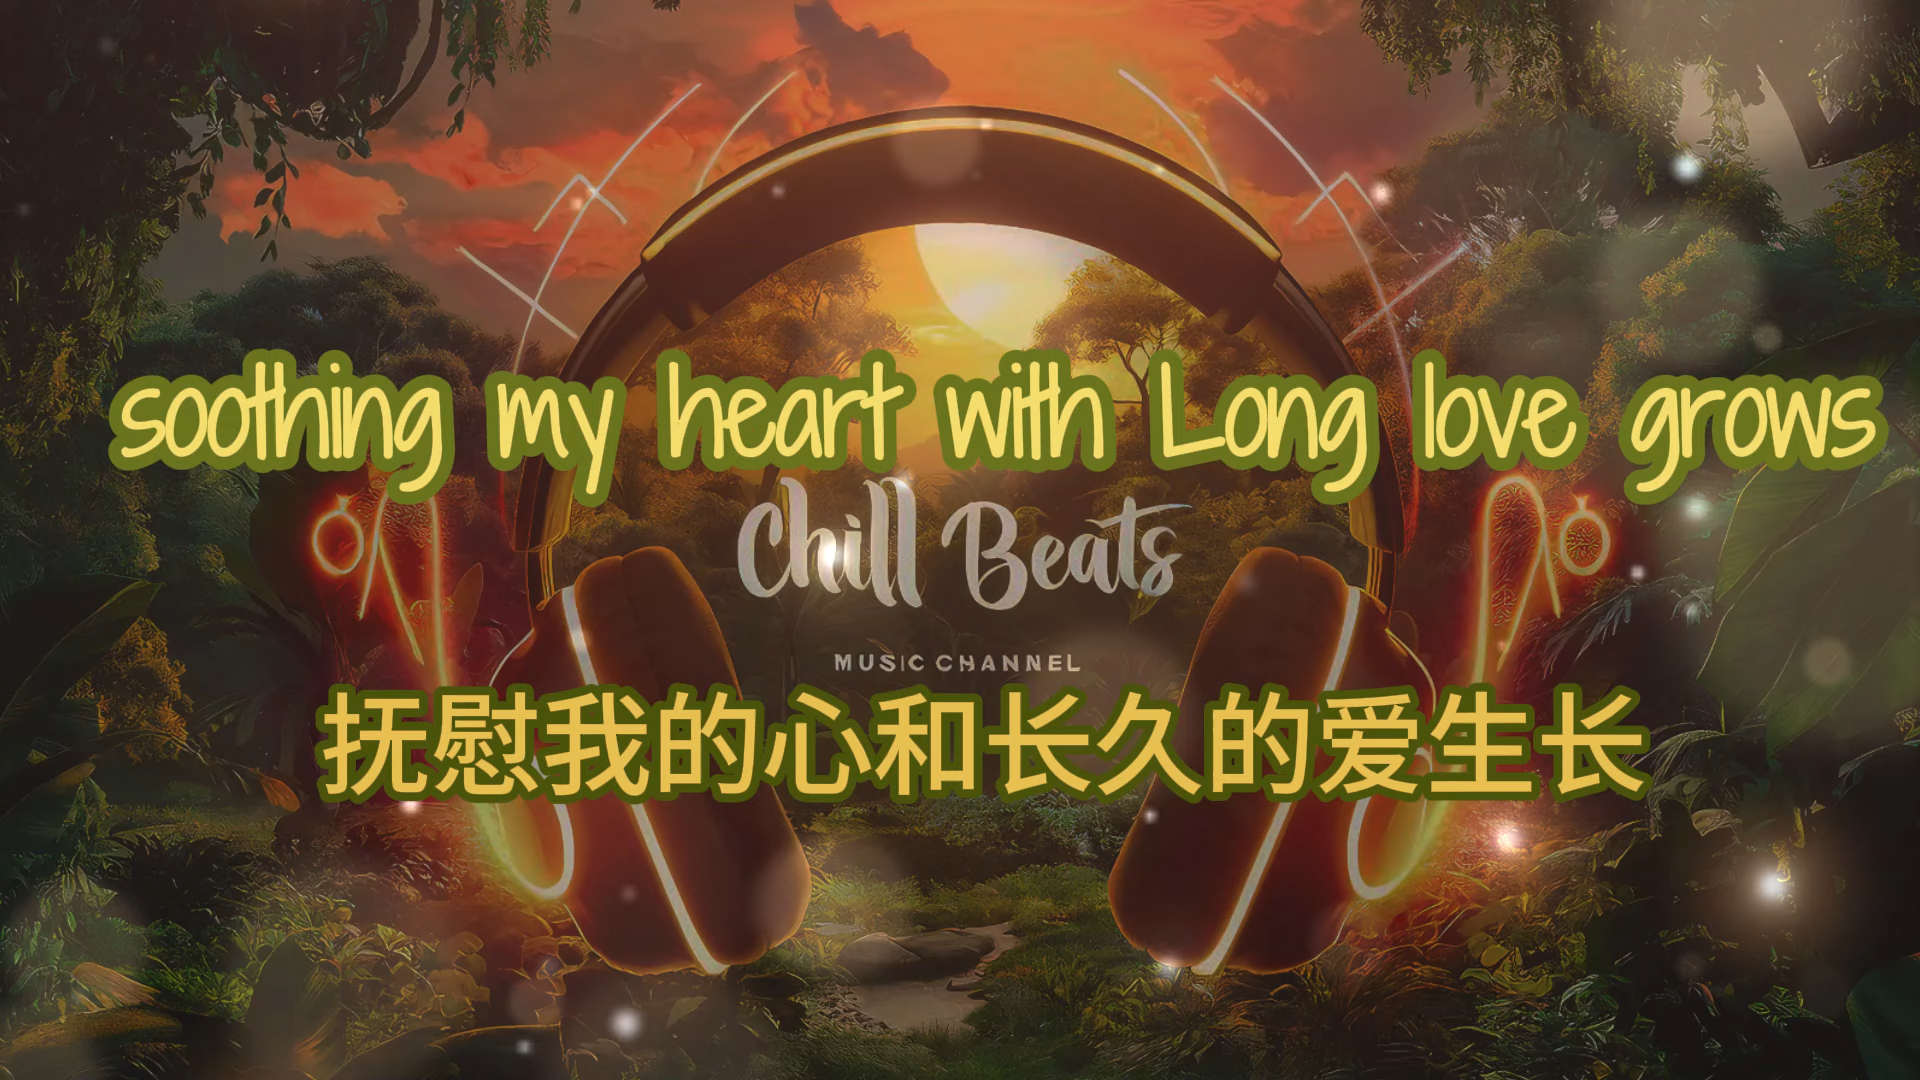 soothing my heart with Long love grows
Chill Beats
MUSIC CHANNEL
抚慰我的心和长久的爱生长